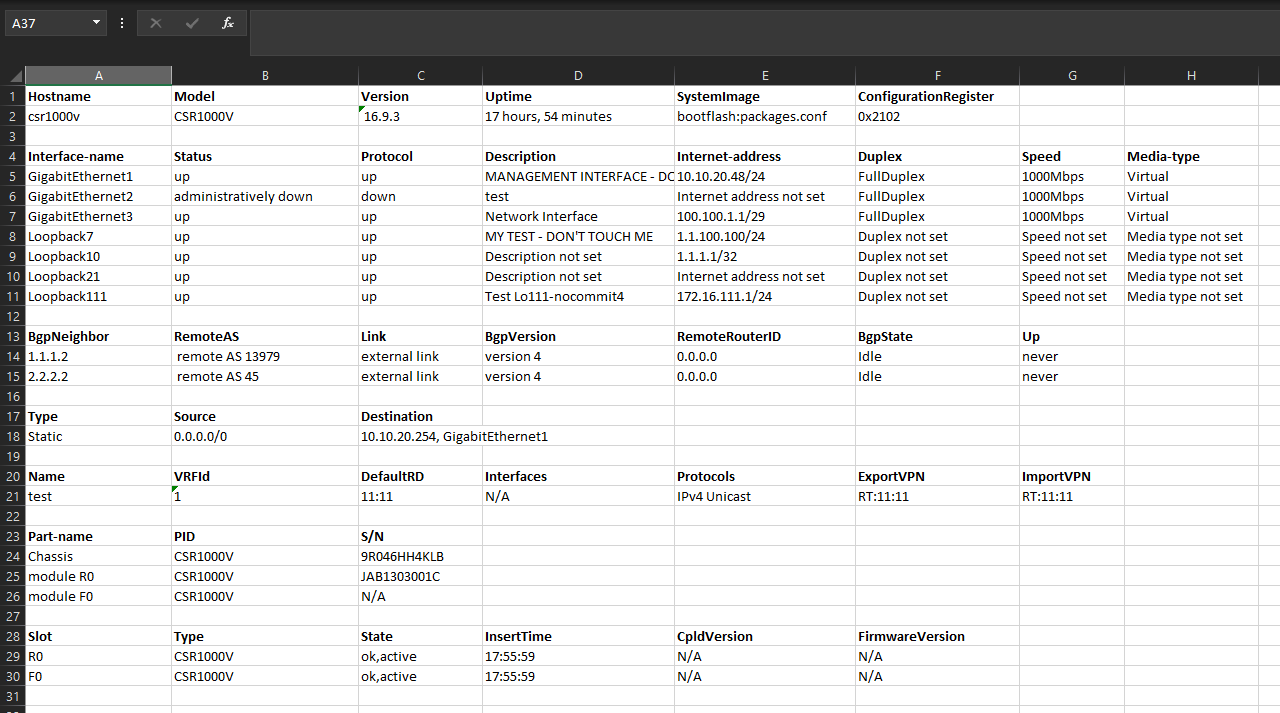 A37 fx
A B C D E F G H
1 Hostname Model Version Uptime SystemImage ConfigurationRegister
2 csr1000v CSR1000V 16.9.3 17 hours, 54 minutes bootflash:packages.conf 0x2102
3
4 Interface-name Status Protocol Description Internet-address Duplex Speed Media-type
5 GigabitEthernet1 up up MANAGEMENT INTERFACE - DO 10.10.20.48/24 FullDuplex 1000Mbps Virtual
6 GigabitEthernet2 administratively down down test Internet address not set FullDuplex 1000Mbps Virtual
7 GigabitEthernet3 up up Network Interface 100.100.1.1/29 FullDuplex 1000Mbps Virtual
8 Loopback7 up up MY TEST - DON'T TOUCH ME 1.1.100.100/24 Duplex not set Speed not set Media type not set
9 Loopback10 up up Description not set 1.1.1.1/32 Duplex not set Speed not set Media type not set
10 Loopback21 up up Description not set Internet address not set Duplex not set Speed not set Media type not set
11 Loopback111 up up Test Lo111-nocommit4 172.16.111.1/24 Duplex not set Speed not set Media type not set
12
13 BgpNeighbor RemoteAS Link BgpVersion RemoteRouterID BgpState Up
14 1.1.1.2 remote AS 13979 external link version 4 0.0.0.0 Idle never
15 2.2.2.2 remote AS 45 external link version 4 0.0.0.0 Idle never
16
17 Type Source Destination
18 Static 0.0.0.0/0 10.10.20.254, GigabitEthernet1
19
20 Name VRFId DefaultRD Interfaces Protocols ExportVPN ImportVPN
21 test 1 11:11 N/A IPv4 Unicast RT:11:11 RT:11:11
22
23 Part-name PID S/N
24 Chassis CSR1000V 9R046HH4KLB
25 module R0 CSR1000V JAB1303001C
26 module F0 CSR1000V N/A
27
28 Slot Type State InsertTime CpldVersion FirmwareVersion
29 R0 CSR1000V ok,active 17:55:59 N/A N/A
30 F0 CSR1000V ok,active 17:55:59 N/A N/A
31